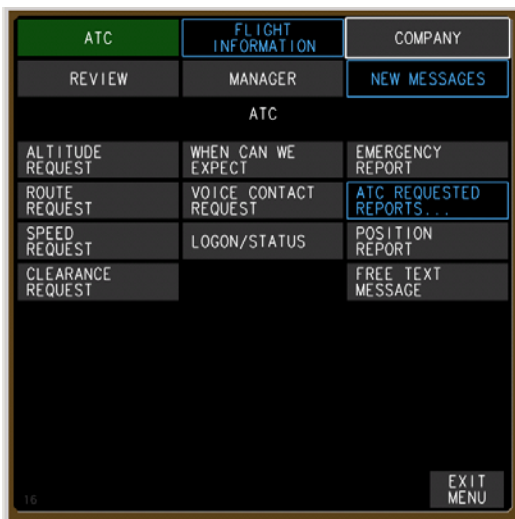 ATC
FLIGHT
INFORMATION
COMPANY
REVIEW
MANAGER
NEW MESSAGES
ATC
ALTITUDE
REQUEST
WHEN CAN WE
EXPECT
EMERGENCY
REPORT
ROUTE
REQUEST
VOICE CONTACT
REQUEST
ATC REQUESTED
REPORTS...
SPEED
REQUEST
LOGON/STATUS
POSITION
REPORT
CLEARANCE
REQUEST
FREE TEXT
MESSAGE
16
EXIT
MENU